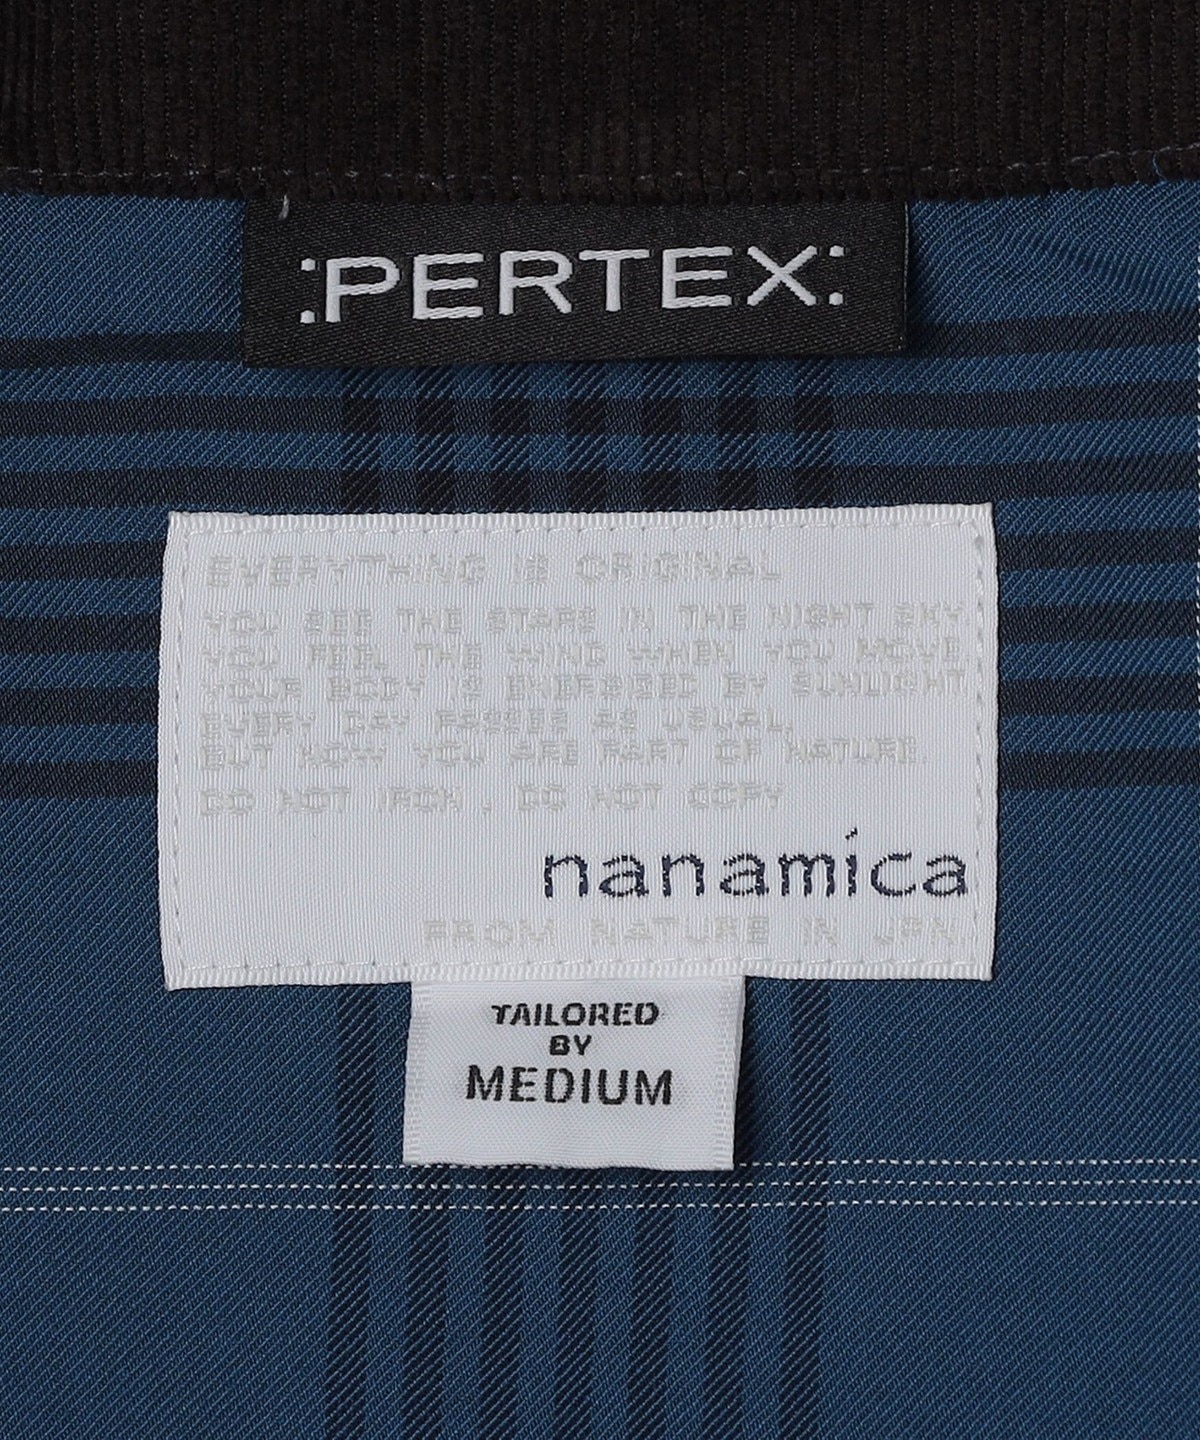 :PERTEX:
EVERYTHING IS ORIGINAL
YOU SEE THE STARS IN THE NIGHT SKY.
YOU FEEL THE WIND WHEN YOU MOVE.
YOUR BODY IS ENERGIZED BY SUNLIGHT.
EVERY DAY PASSES AS USUAL,
BUT NOW YOU ARE PART OF NATURE.
DO NOT IRON, DO NOT COPY
nanamica
FROM NATURE IN JPN.
TAILORED
BY
MEDIUM